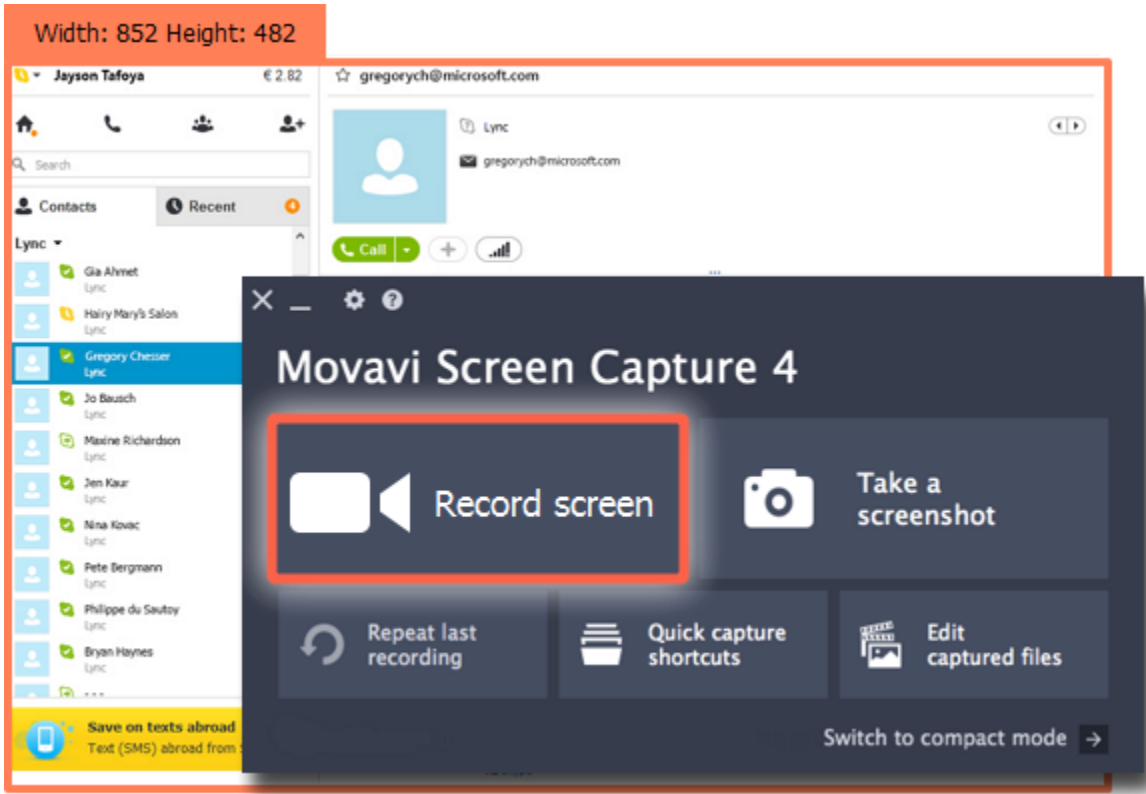 Width: 852 Height: 482
Jayson Tafoya
€ 2.82
Search
Contacts
Recent
4
Lync
Gia Ahmet
Lync
Hairy Mary's Salon
Lync
Gregory Chesser
Lync
Jo Bausch
Lync
Maxine Richardson
Lync
Jen Kaur
Lync
Nina Kovac
Lync
Pete Bergmann
Lync
Philippe du Sautoy
Lync
Bryan Haynes
Lync
Save on texts abroad
Text (SMS) abroad from
gregorych@microsoft.com
Lync
gregorych@microsoft.com
Call
Movavi Screen Capture 4
Record screen
Take a
screenshot
Repeat last
recording
Quick capture
shortcuts
Edit
captured files
Switch to compact mode